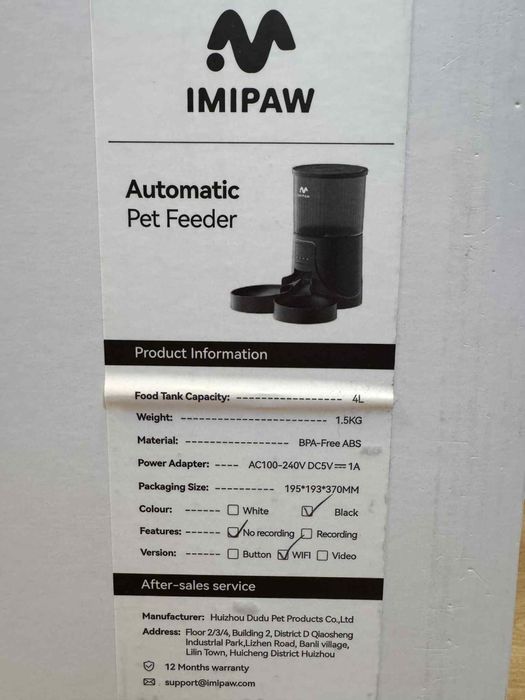 IMIPAW
Automatic
Pet Feeder
IMIPAW
Product Information
Food Tank Capacity: ------------------ 4L
Weight: ------------------------- 1.5KG
Material: ----------------- BPA-Free ABS
Power Adapter: ---- AC100-240V DC5V⎓1A
Packaging Size: -------------- 195*193*370MM
Colour: ------ ☐ White ☑ Black
Features: ------ ☑ No recording ☐ Recording
Version: ------ ☐ Button ☑ WIFI ☐ Video
After-sales service
Manufacturer: Huizhou Dudu Pet Products Co.,Ltd
Address: Floor 2/3/4, Building 2, District D Qiaosheng
Industrial Park,Lizhen Road, Banli village,
Lilin Town, Huicheng District Huizhou
12 Months warranty
support@imipaw.com